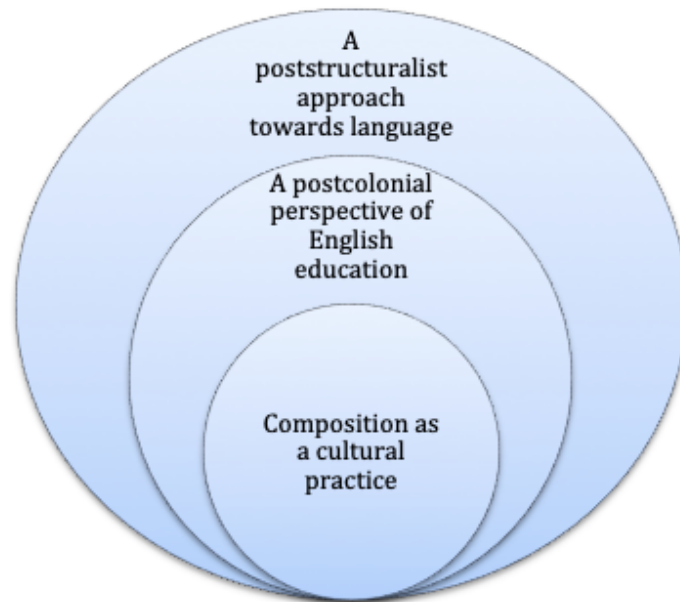 A
poststructuralist
approach
towards language
A postcolonial
perspective of
English
education
Composition as
a cultural
practice